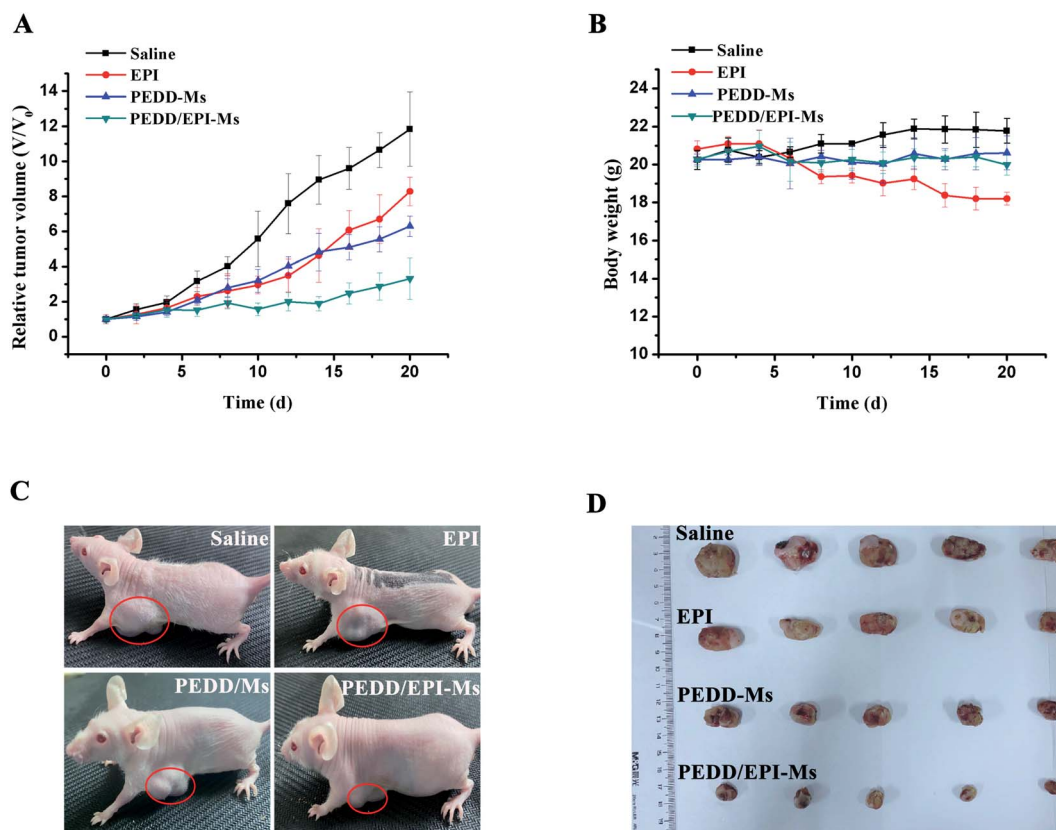 A
Saline
EPI
PEDD-Ms
PEDD/EPI-Ms
Relative tumor volume (V/V₀)
14
12
10
8
6
4
2
0
0 5 10 15 20
Time (d)
B
Saline
EPI
PEDD-Ms
PEDD/EPI-Ms
Body weight (g)
22
20
18
16
14
12
10
0 5 10 15 20
Time (d)
C
Saline
EPI
PEDD/Ms
PEDD/EPI-Ms
D
Saline
EPI
PEDD-Ms
PEDD/EPI-Ms